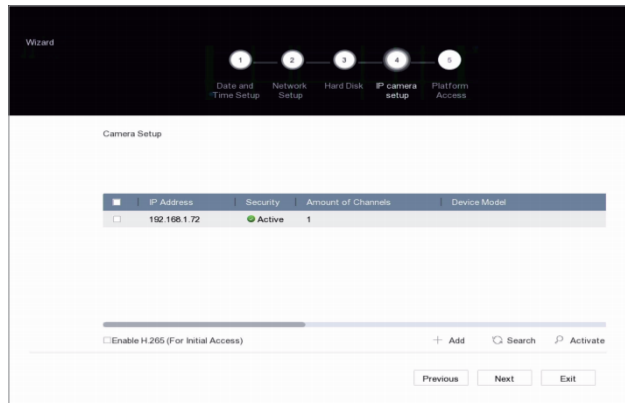 Wizard
1 2 3 4 5
Date and Time Setup
Network Setup
Hard Disk
IP camera setup
Platform Access
Camera Setup
IP Address Security Amount of Channels Device Model
192.168.1.72 Active 1
Enable H.265 (For Initial Access) Add Search Activate
Previous Next Exit